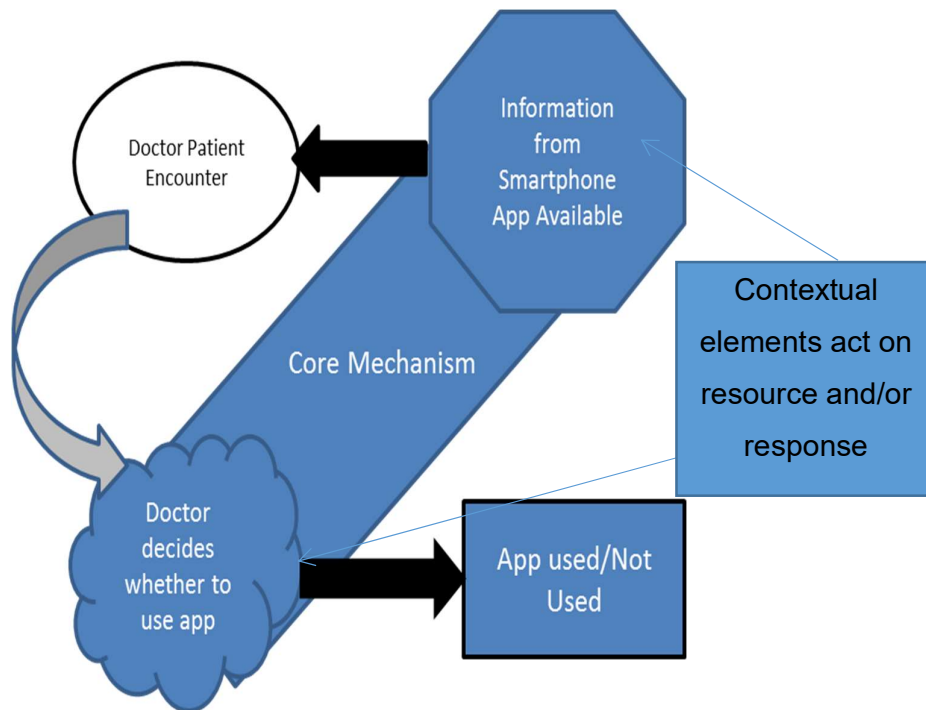 Information
from
Smartphone
App Available
Doctor Patient
Encounter
Contextual
elements act on
resource and/or
response
Core Mechanism
Doctor
decides
whether to
use app
App used/Not
Used